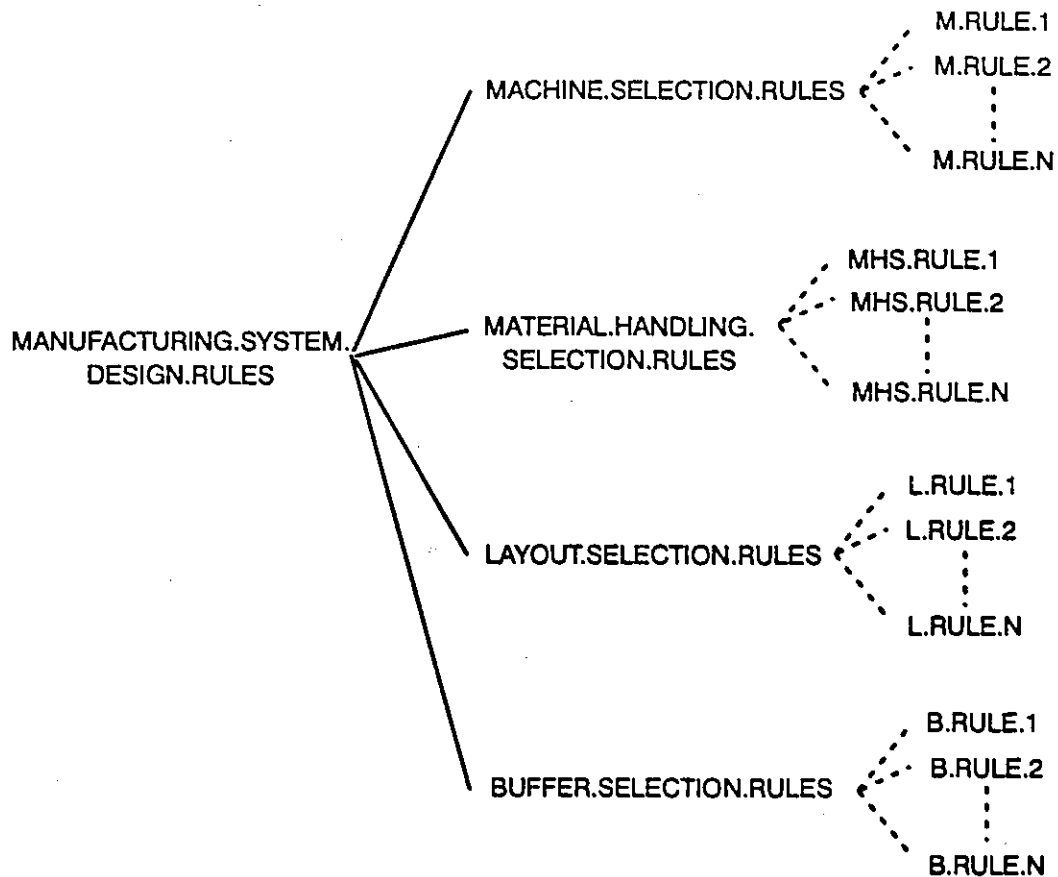 M.RULE.1
M.RULE.2
MACHINE.SELECTION.RULES
M.RULE.N
MHS.RULE.1
MHS.RULE.2
MATERIAL.HANDLING.
SELECTION.RULES
MHS.RULE.N
MANUFACTURING.SYSTEM.
DESIGN.RULES
L.RULE.1
L.RULE.2
LAYOUT.SELECTION.RULES
L.RULE.N
B.RULE.1
B.RULE.2
BUFFER.SELECTION.RULES
B.RULE.N